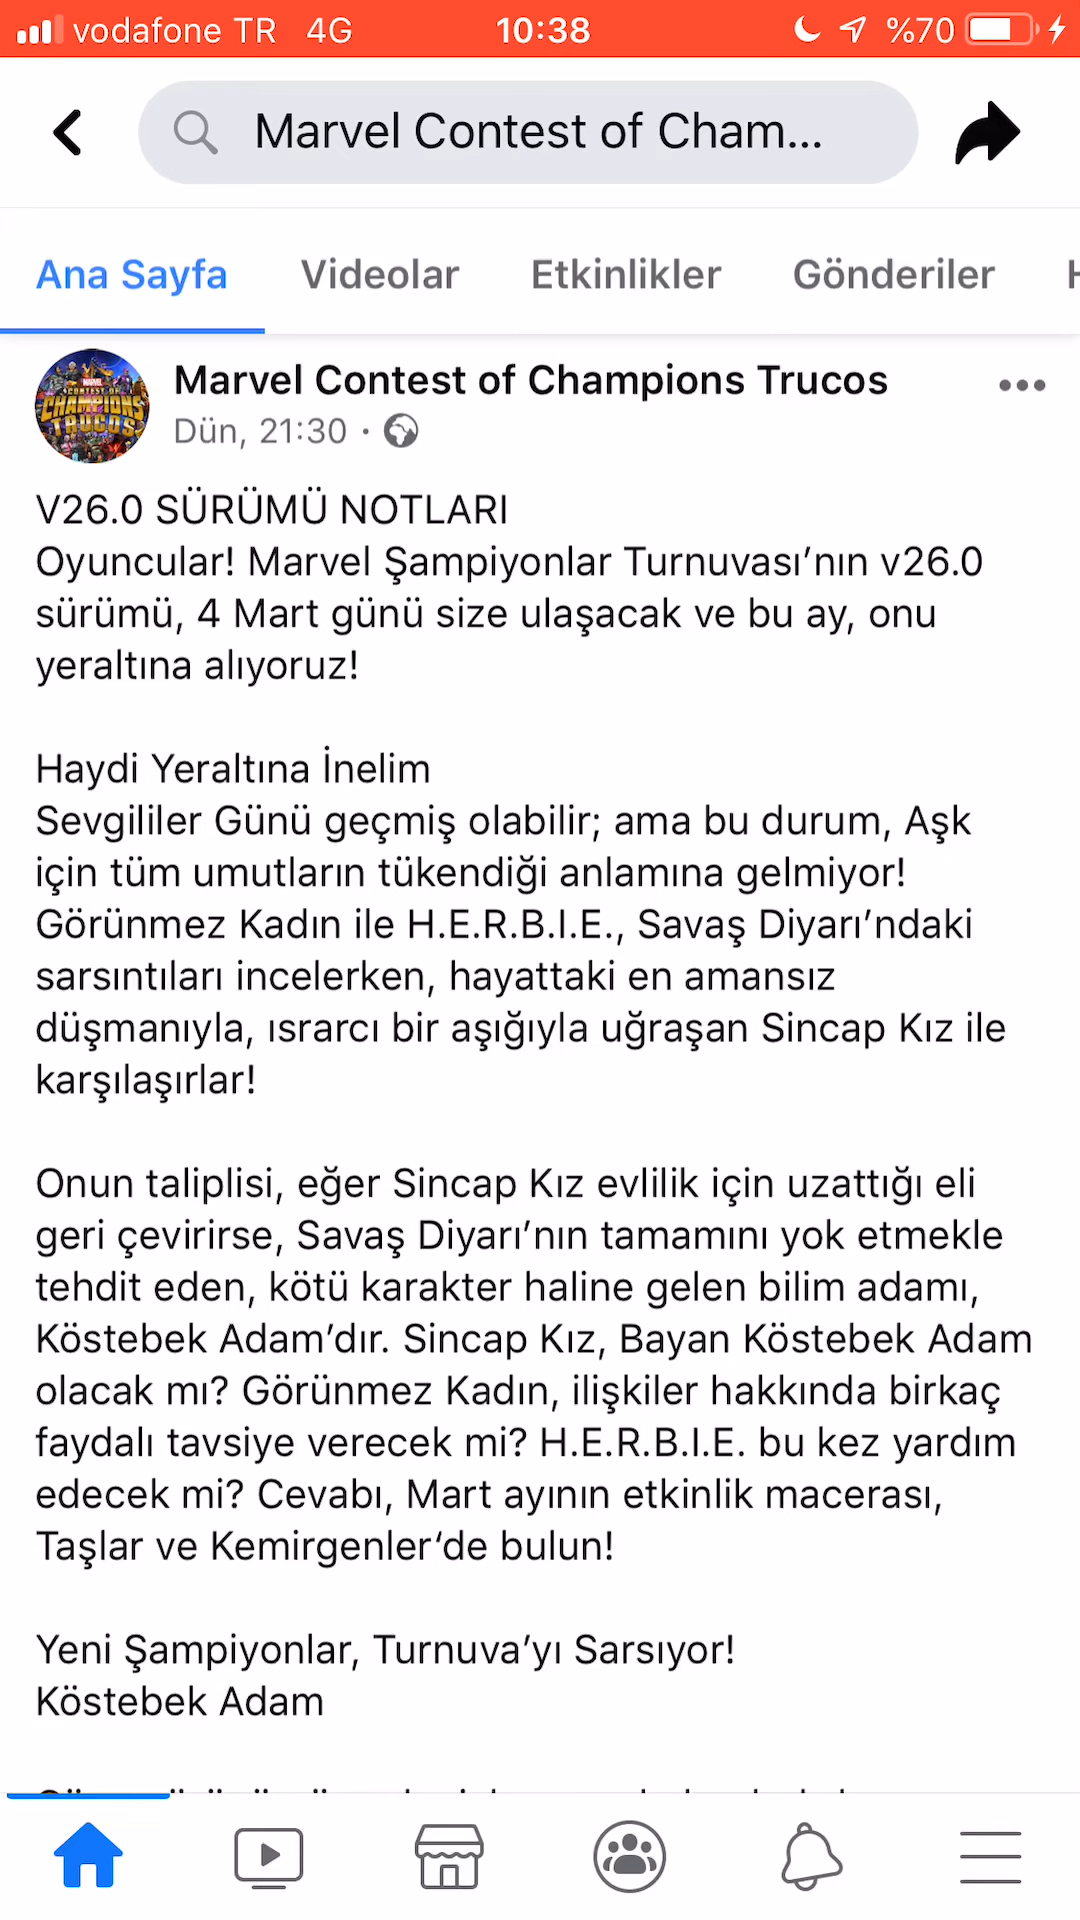 vodafone TR 4G 10:38 %70
Marvel Contest of Cham...
Ana Sayfa Videolar Etkinlikler Gönderiler
MARVEL
CONTEST OF
CHAMPIONS
TRUCOS
Marvel Contest of Champions Trucos
Dün, 21:30 ·
V26.0 SÜRÜMÜ NOTLARI
Oyuncular! Marvel Şampiyonlar Turnuvası’nın v26.0
sürümü, 4 Mart günü size ulaşacak ve bu ay, onu
yeraltına alıyoruz!
Haydi Yeraltına İnelim
Sevgililer Günü geçmiş olabilir; ama bu durum, Aşk
için tüm umutların tükendiği anlamına gelmiyor!
Görünmez Kadın ile H.E.R.B.I.E., Savaş Diyarı’ndaki
sarsıntıları incelerken, hayattaki en amansız
düşmanıyla, ısrarcı bir aşığıyla uğraşan Sincap Kız ile
karşılaşırlar!
Onun taliplisi, eğer Sincap Kız evlilik için uzattığı eli
geri çevirirse, Savaş Diyarı’nın tamamını yok etmekle
tehdit eden, kötü karakter haline gelen bilim adamı,
Köstebek Adam’dır. Sincap Kız, Bayan Köstebek Adam
olacak mı? Görünmez Kadın, ilişkiler hakkında birkaç
faydalı tavsiye verecek mi? H.E.R.B.I.E. bu kez yardım
edecek mi? Cevabı, Mart ayının etkinlik macerası,
Taşlar ve Kemirgenler‘de bulun!
Yeni Şampiyonlar, Turnuva’yı Sarsıyor!
Köstebek Adam